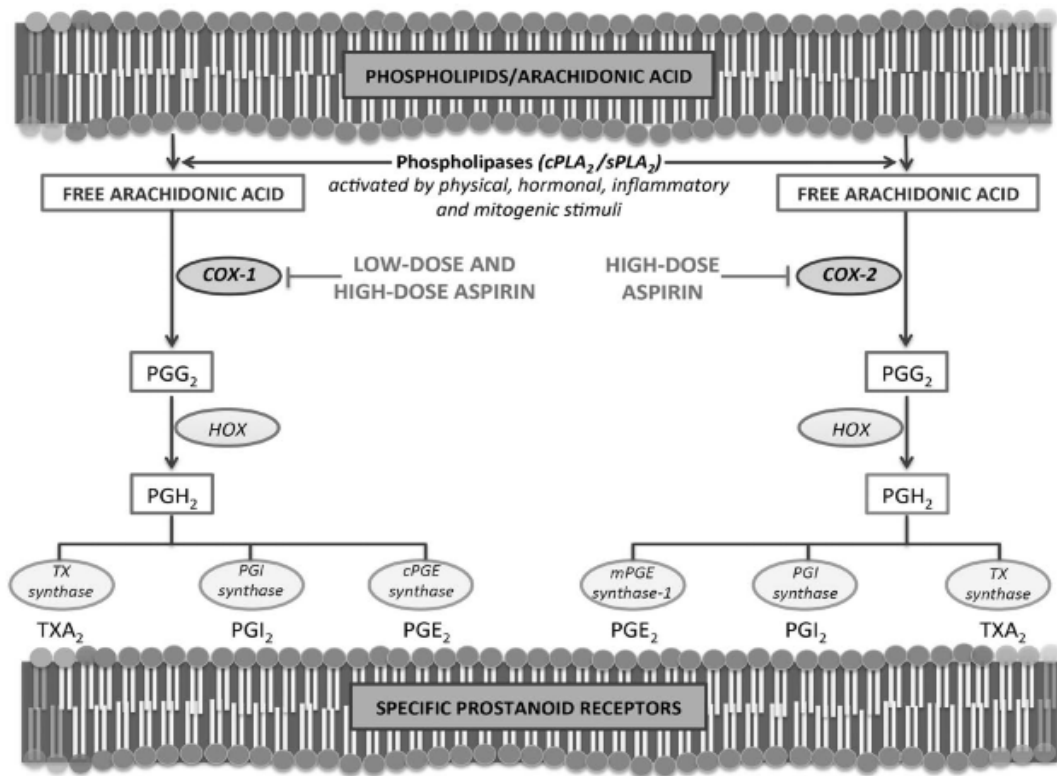 PHOSPHOLIPIDS/ARACHIDONIC ACID
Phospholipases (cPLA₂/sPLA₂)
activated by physical, hormonal, inflammatory
and mitogenic stimuli
FREE ARACHIDONIC ACID
FREE ARACHIDONIC ACID
COX-1
LOW-DOSE AND
HIGH-DOSE ASPIRIN
HIGH-DOSE
ASPIRIN
COX-2
PGG₂
PGG₂
HOX
HOX
PGH₂
PGH₂
TX
synthase
PGI
synthase
cPGE
synthase
mPGE
synthase-1
PGI
synthase
TX
synthase
TXA₂
PGI₂
PGE₂
PGE₂
PGI₂
TXA₂
SPECIFIC PROSTANOID RECEPTORS